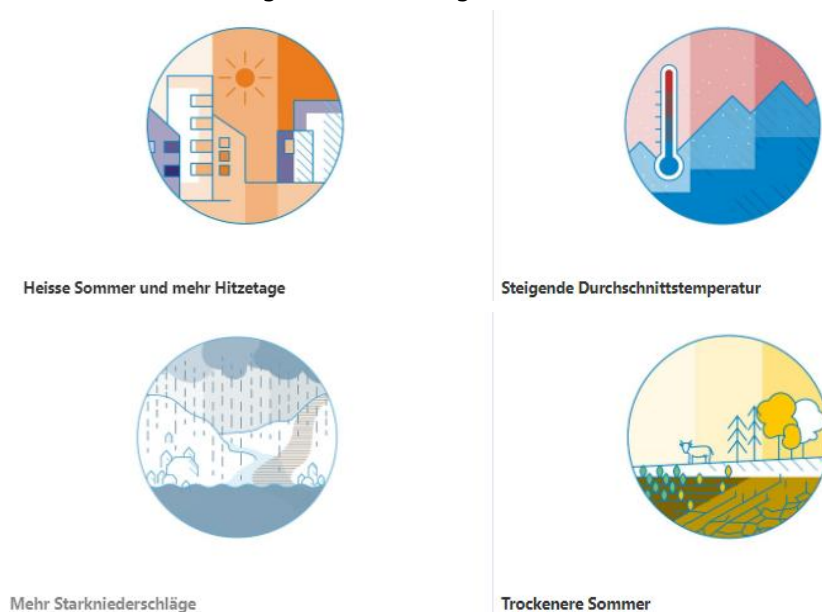 Heisse Sommer und mehr Hitzetage
Steigende Durchschnittstemperatur
Mehr Starkniederschläge
Trockenere Sommer